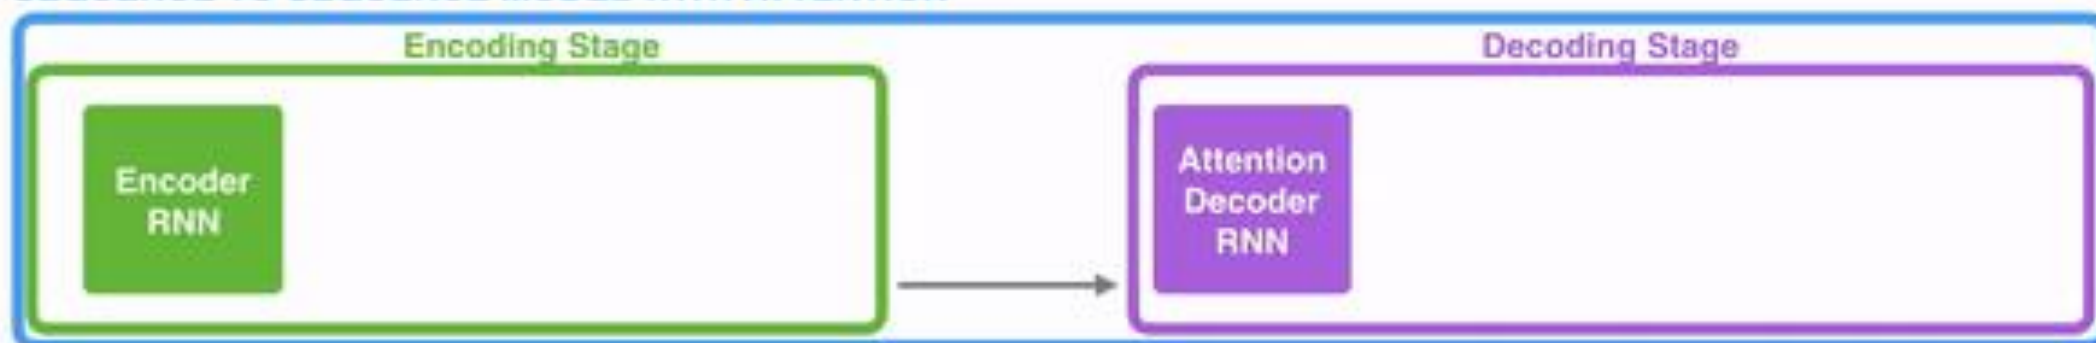 Encoding Stage
Decoding Stage
Encoder
RNN
Attention
Decoder
RNN